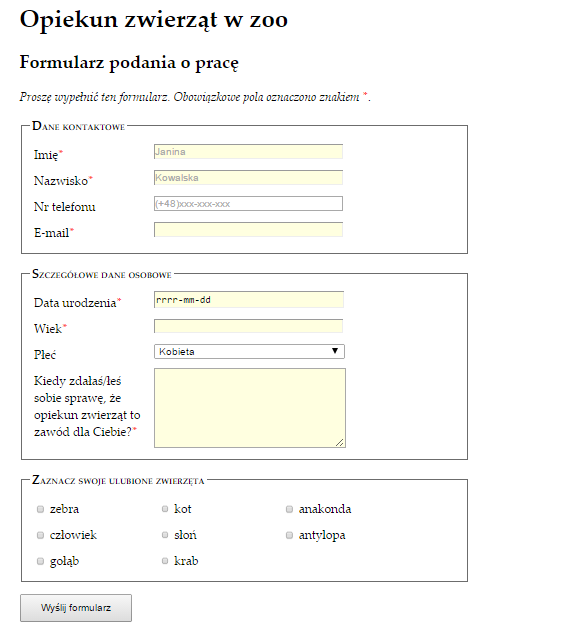 Opiekun zwierząt w zoo
Formularz podania o pracę
Proszę wypełnić ten formularz. Obowiązkowe pola oznaczono znakiem *.
Dane kontaktowe
Imię* Janina
Nazwisko* Kowalska
Nr telefonu (+48)xxx-xxx-xxx
E-mail*
Szczegółowe dane osobowe
Data urodzenia* rrrr-mm-dd
Wiek*
Płeć Kobieta
Kiedy zdałaś/łeś
sobie sprawę, że
opiekun zwierząt to
zawód dla Ciebie?*
Zaznacz swoje ulubione zwierzęta
zebra kot anakonda
człowiek słoń antylopa
gołąb krab
Wyślij formularz